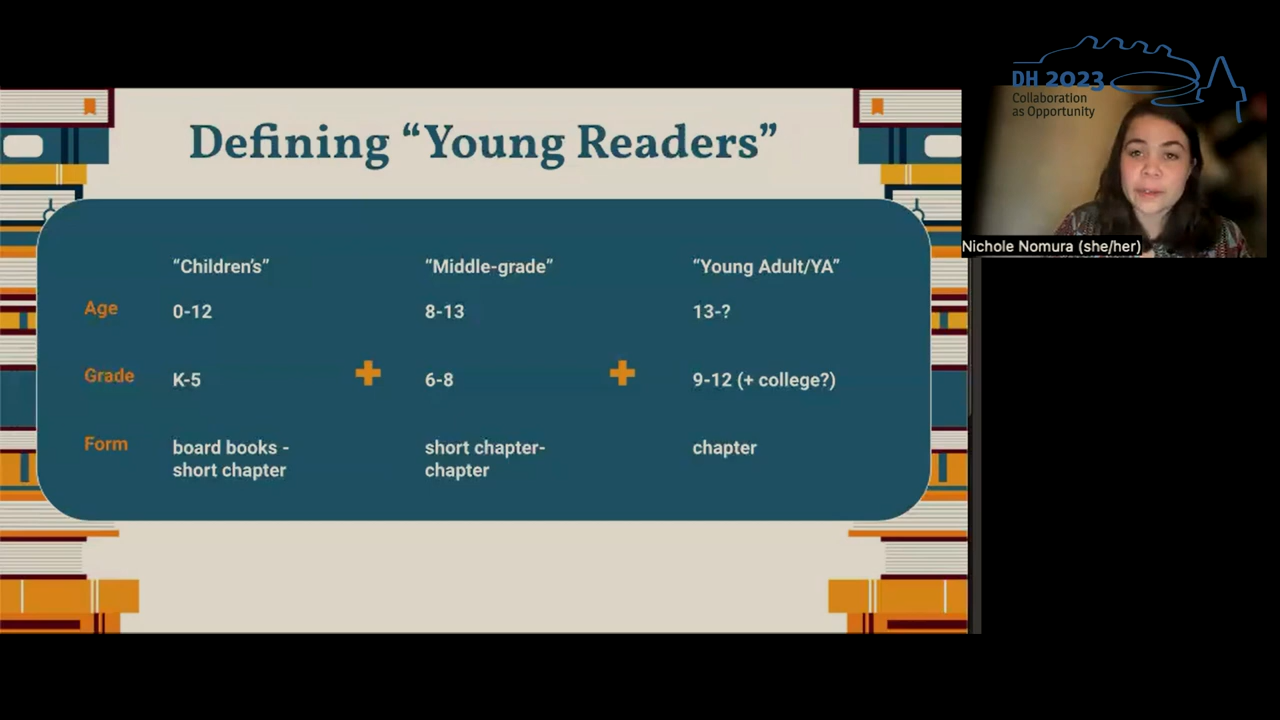 Defining “Young Readers”
“Children’s”
“Middle-grade”
“Young Adult/YA”
Age
0-12
8-13
13-?
Grade
K-5
6-8
9-12 (+ college?)
Form
board books -
short chapter
short chapter-
chapter
chapter
DH 2023
Collaboration
as Opportunity
Nichole Nomura (she/her)